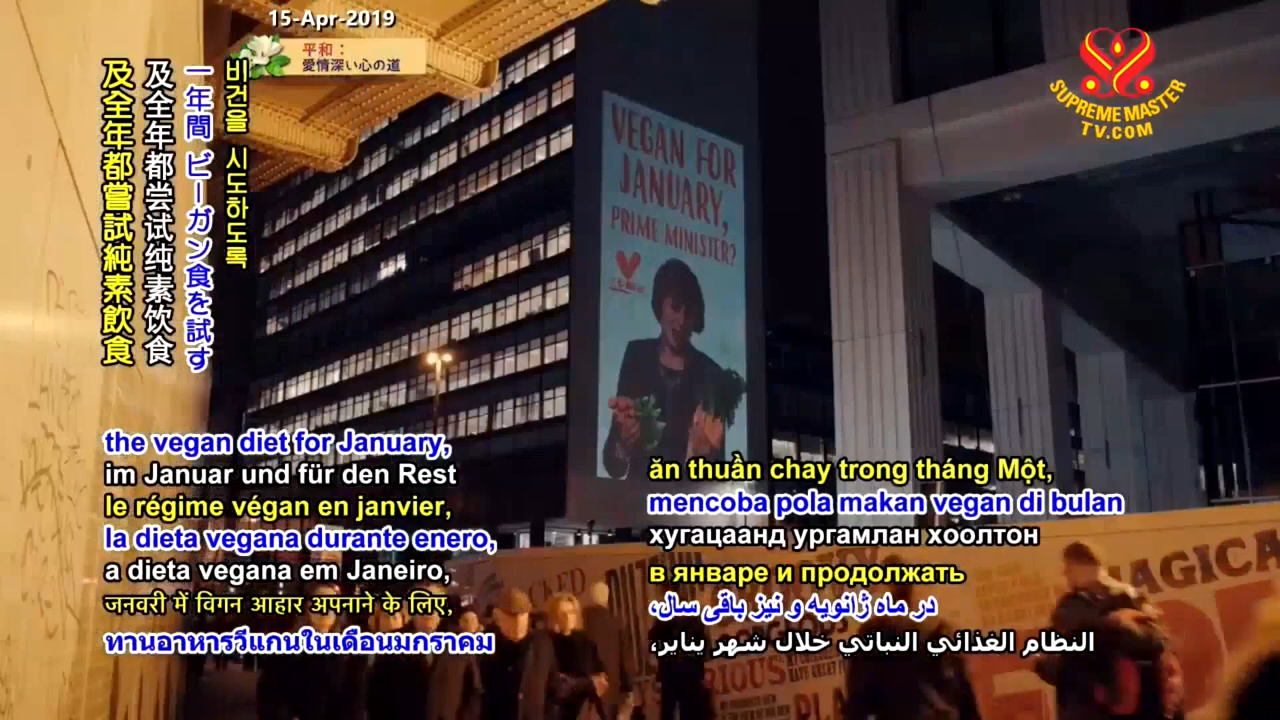 15-Apr-2019
平和：
愛情深い心の道
SUPREME MASTER
TV.COM
비건을 시도하도록
一年間 ビーガン食を試す
及全年都尝试纯素饮食
及全年都嘗試純素飲食
VEGAN FOR
JANUARY,
PRIME MINISTER?
the vegan diet for January,
im Januar und für den Rest
le régime végan en janvier,
la dieta vegana durante enero,
a dieta vegana em Janeiro,
जनवरी में विगन आहार अपनाने के लिए,
ทานอาหารวีแกนในเดือนมกราคม
ăn thuần chay trong tháng Một,
mencoba pola makan vegan di bulan
хугацаанд ургамлан хоолтон
в январе и продолжать
در ماه ژانویه و نیز باقی سال،
النظام الغذائي النباتي خلال شهر يناير،
MAGICA